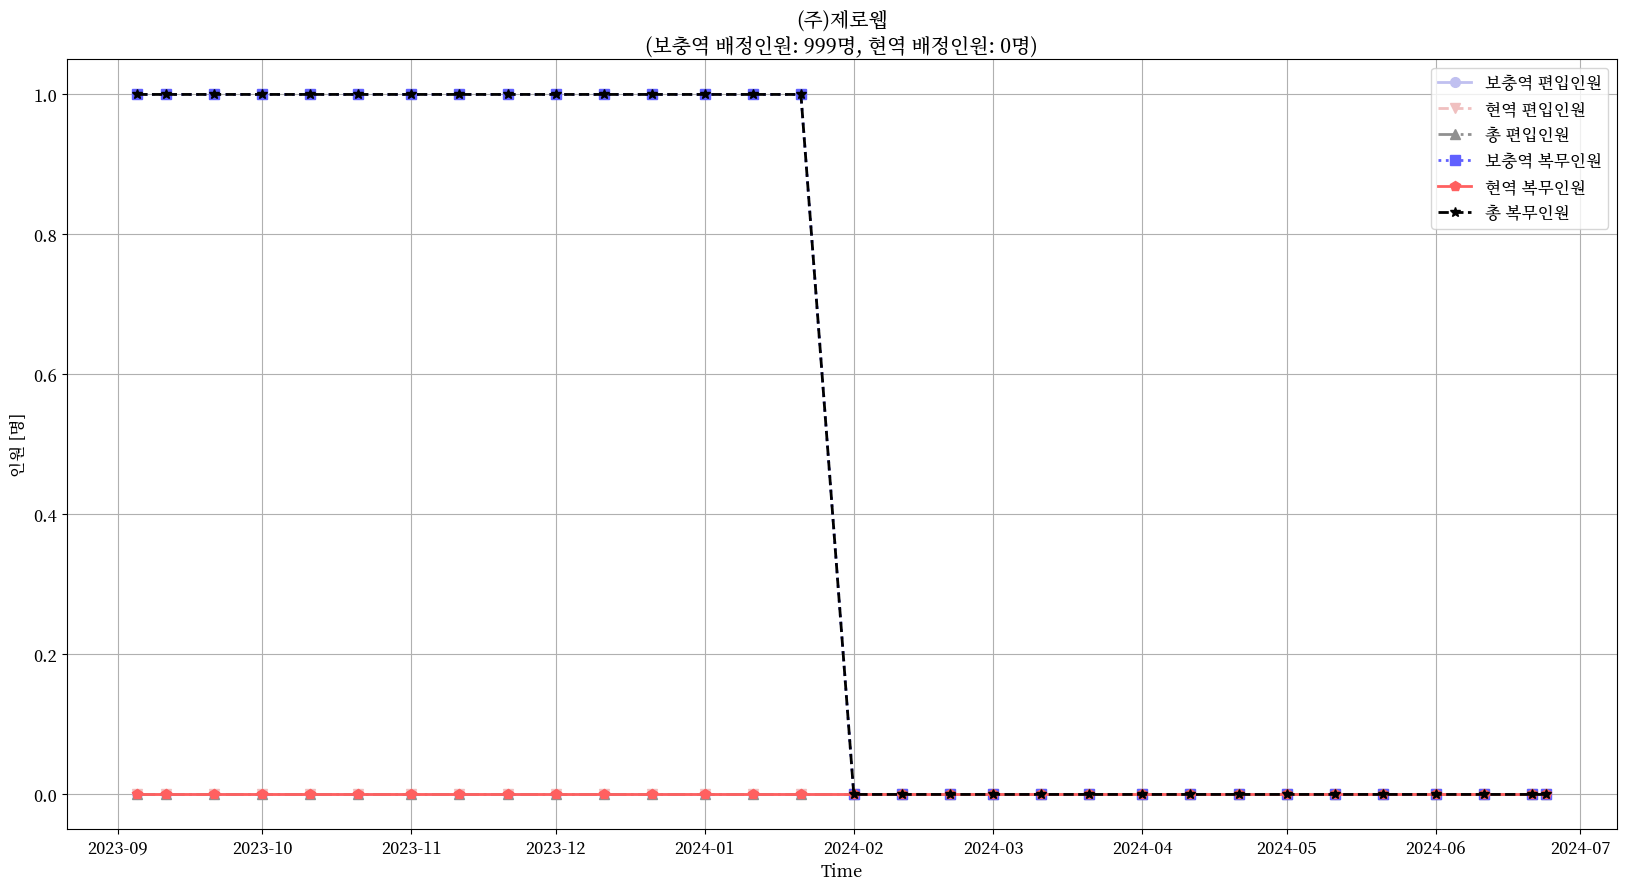 (주)제로웹
(보충역 배정인원: 999명, 현역 배정인원: 0명)
보충역 편입인원
현역 편입인원
총 편입인원
보충역 복무인원
현역 복무인원
총 복무인원
인원 [명]
1.0
0.8
0.6
0.4
0.2
0.0
2023-09 2023-10 2023-11 2023-12 2024-01 2024-02 2024-03 2024-04 2024-05 2024-06 2024-07
Time